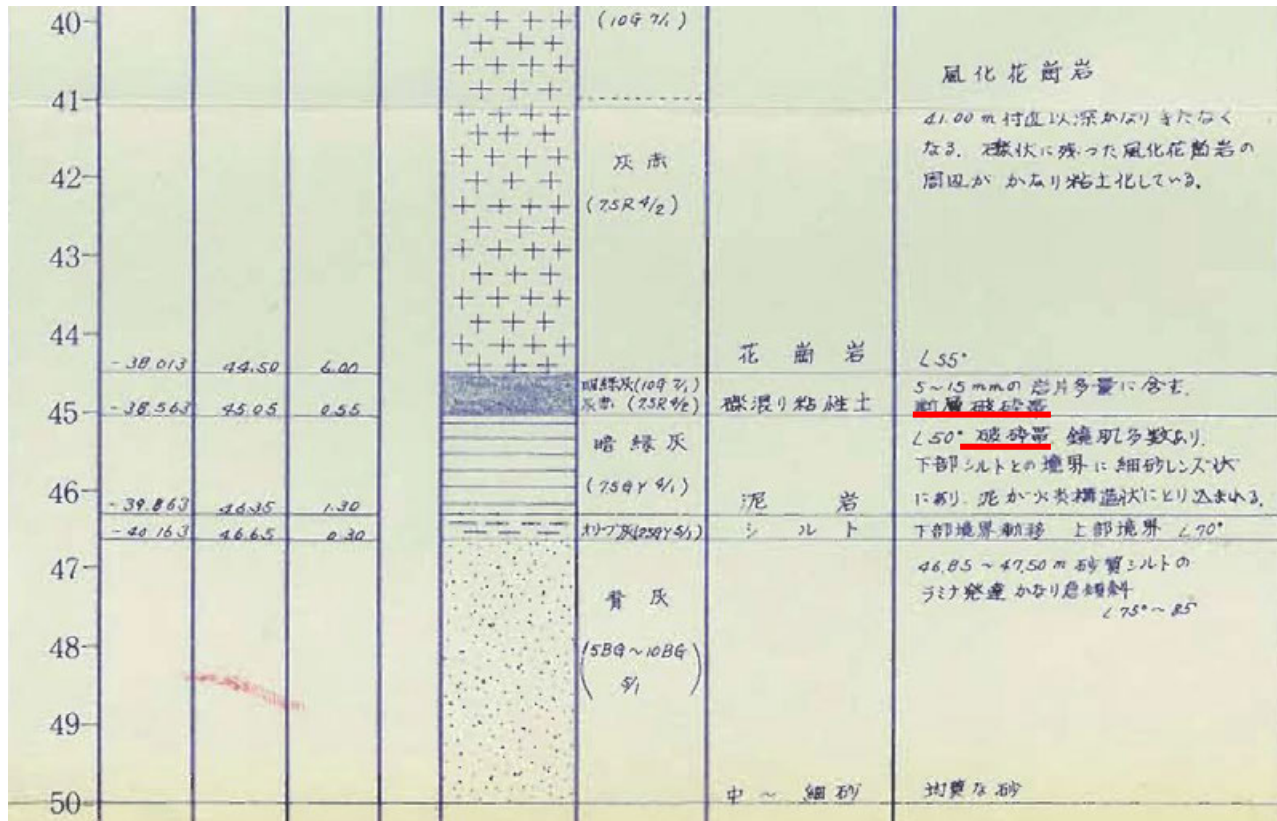 40
(10G 7/1)
風化花崗岩
41
41.00 m 付近以深かなりきたなく
なる。礫状に残った風化花崗岩の
周辺が かなり粘土化している。
灰赤
42
(7.5R 4/2)
43
44
-38.013 44.50 6.00
花崗岩
∠55°
明緑灰(10G 7/1)
灰赤 (7.5R 4/2)
礫混り粘性土
5~15mmの岩片多量に含む。
断層破砕帯
45
-38.563 45.05 0.55
暗緑灰
(7.5GY 4/1)
∠50° 破砕帯 鏡肌多数あり。
下部シルトとの境界に細砂レンズ状
にあり、泥が火炎構造状にとり込まれる。
46
-39.863 46.35 1.30
泥岩
-40.163 46.65 0.30
オリーブ灰(2.5GY 5/1)
シルト
下部境界 上部境界 ∠70°
47
46.85~47.50m 砂質シルトの
ラミナ発達 かなり急傾斜
∠75°~85
青灰
48
(5BG~10BG
5/1)
49
50
中~細砂
均質な砂